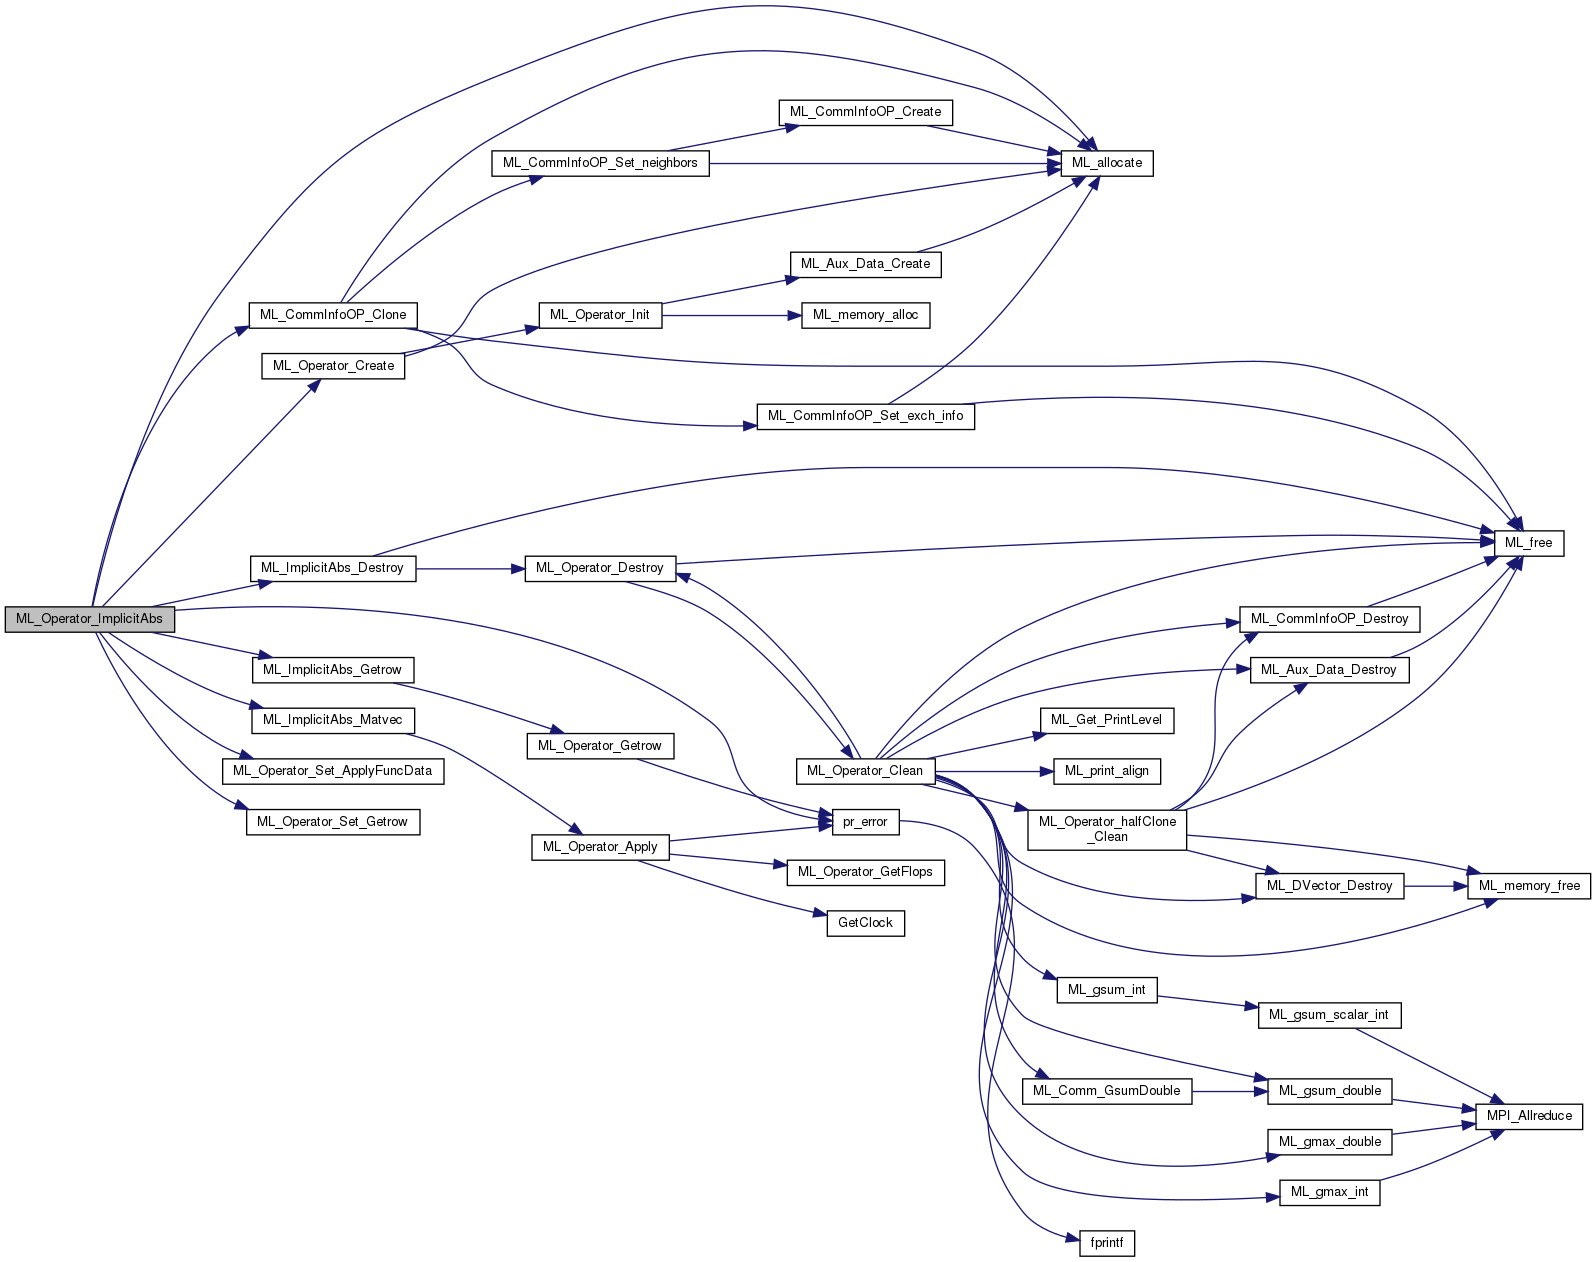 ML_CommInfoOP_Create
ML_CommInfoOP_Set_neighbors
ML_allocate
ML_Aux_Data_Create
ML_CommInfoOP_Clone
ML_Operator_Init
ML_memory_alloc
ML_Operator_Create
ML_CommInfoOP_Set_exch_info
ML_free
ML_ImplicitAbs_Destroy
ML_Operator_Destroy
ML_Operator_ImplicitAbs
ML_CommInfoOP_Destroy
ML_ImplicitAbs_Getrow
ML_Aux_Data_Destroy
ML_ImplicitAbs_Matvec
ML_Get_PrintLevel
ML_Operator_Getrow
ML_Operator_Set_ApplyFuncData
ML_Operator_Clean
ML_print_align
ML_Operator_Set_Getrow
pr_error
ML_Operator_halfClone
_Clean
ML_Operator_Apply
ML_Operator_GetFlops
ML_DVector_Destroy
ML_memory_free
GetClock
ML_gsum_int
ML_gsum_scalar_int
ML_Comm_GsumDouble
ML_gsum_double
MPI_Allreduce
ML_gmax_double
ML_gmax_int
fprintf